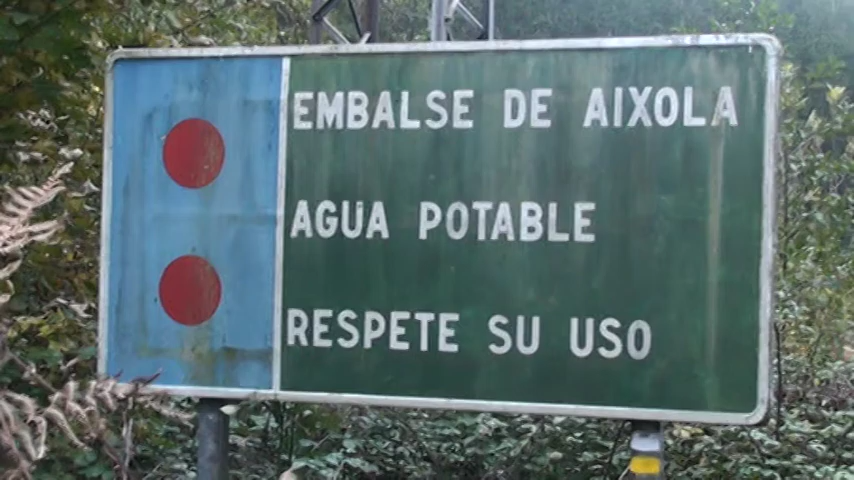 EMBALSE DE AIXOLA
AGUA POTABLE
RESPETE SU USO